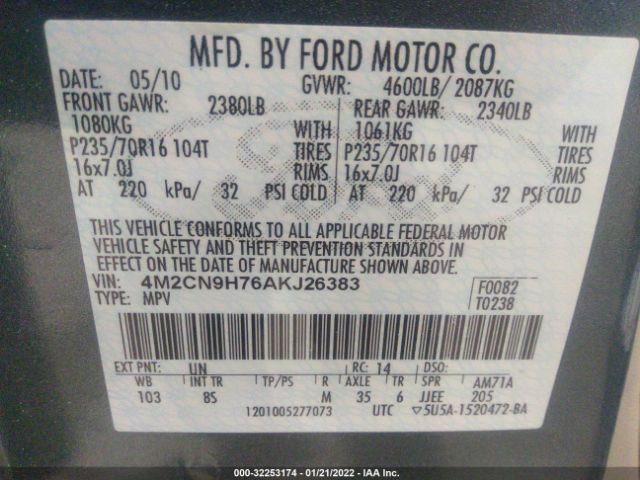 MFD. BY FORD MOTOR CO.
DATE: 05/10 GVWR: 4600LB/ 2087KG
FRONT GAWR: 2380LB REAR GAWR: 2340LB
1080KG WITH 1061KG WITH
P235/70R16 104T TIRES P235/70R16 104T TIRES
16x7.0J RIMS 16x7.0J RIMS
AT 220 kPa/ 32 PSI COLD AT 220 kPa/ 32 PSI COLD
THIS VEHICLE CONFORMS TO ALL APPLICABLE FEDERAL MOTOR
VEHICLE SAFETY AND THEFT PREVENTION STANDARDS IN
EFFECT ON THE DATE OF MANUFACTURE SHOWN ABOVE.
VIN: 4M2CN9H76AKJ26383 F0082
TYPE: MPV T0238
EXT PNT: UN RC: 14 DSO:
WB INT TR TP/PS R AXLE TR SPR AM71A
103 8S M 35 6 JJEE 205
1201005277073 UTC ▽5U5A-1520472-BA
000-32253174 - 01/21/2022 - IAA Inc.